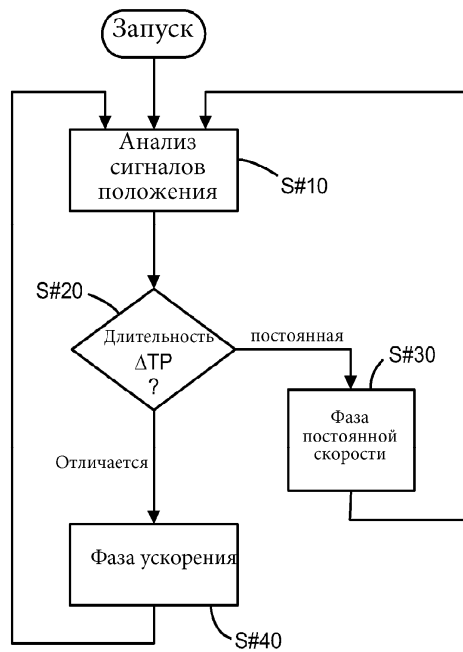 Запуск
Анализ
сигналов
положения
S#10
S#20
Длительность
ΔTP
?
постоянная
S#30
Фаза
постоянной
скорости
Отличается
Фаза ускорения
S#40